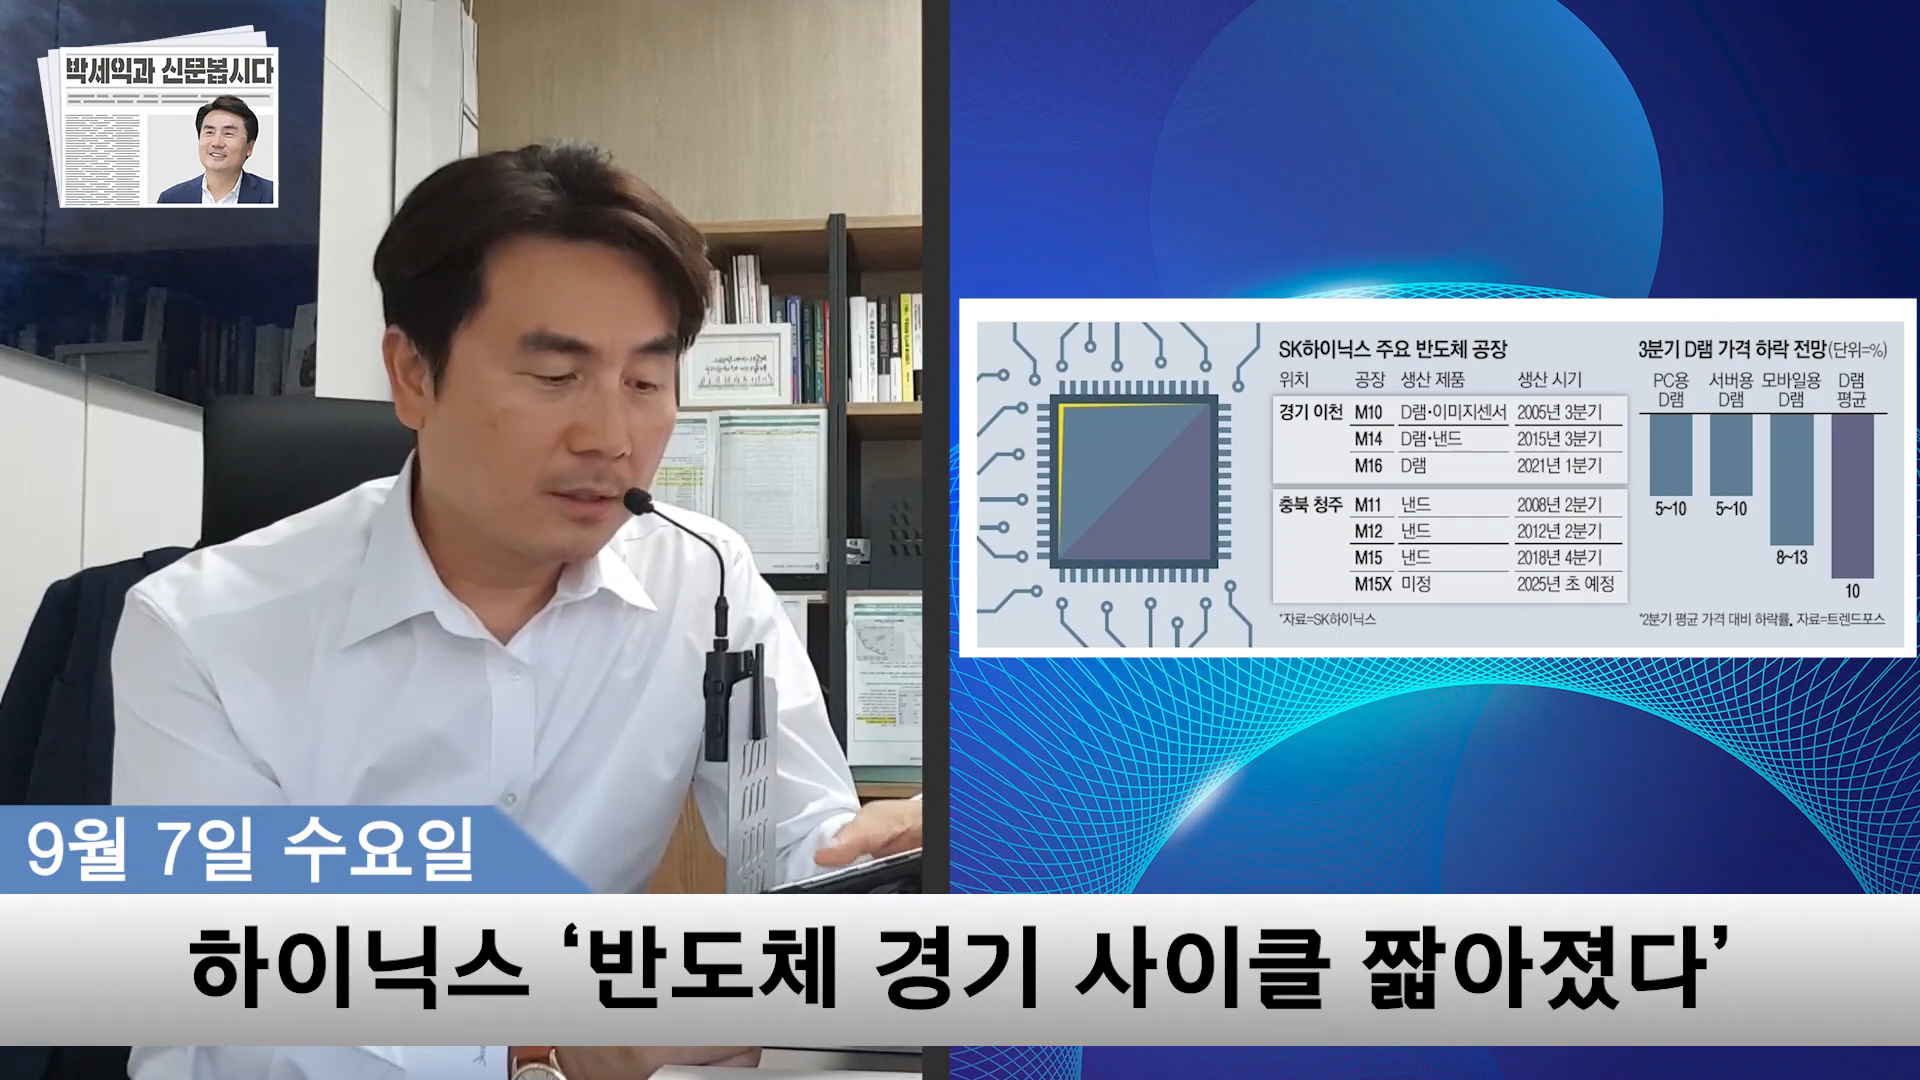 박세익과 신문봅시다
SK하이닉스 주요 반도체 공장
위치 공장 생산 제품 생산 시기
경기 이천 M10 D램·이미지센서 2005년 3분기
M14 D램·낸드 2015년 3분기
M16 D램 2021년 1분기
충북 청주 M11 낸드 2008년 2분기
M12 낸드 2012년 2분기
M15 낸드 2018년 4분기
M15X 미정 2025년 초 예정
*자료=SK하이닉스
3분기 D램 가격 하락 전망(단위=%)
PC용 D램
서버용 D램
모바일용 D램
D램 평균
5~10
5~10
8~13
10
*2분기 평균 가격 대비 하락률. 자료=트렌드포스
9월 7일 수요일
하이닉스 ‘반도체 경기 사이클 짧아졌다’